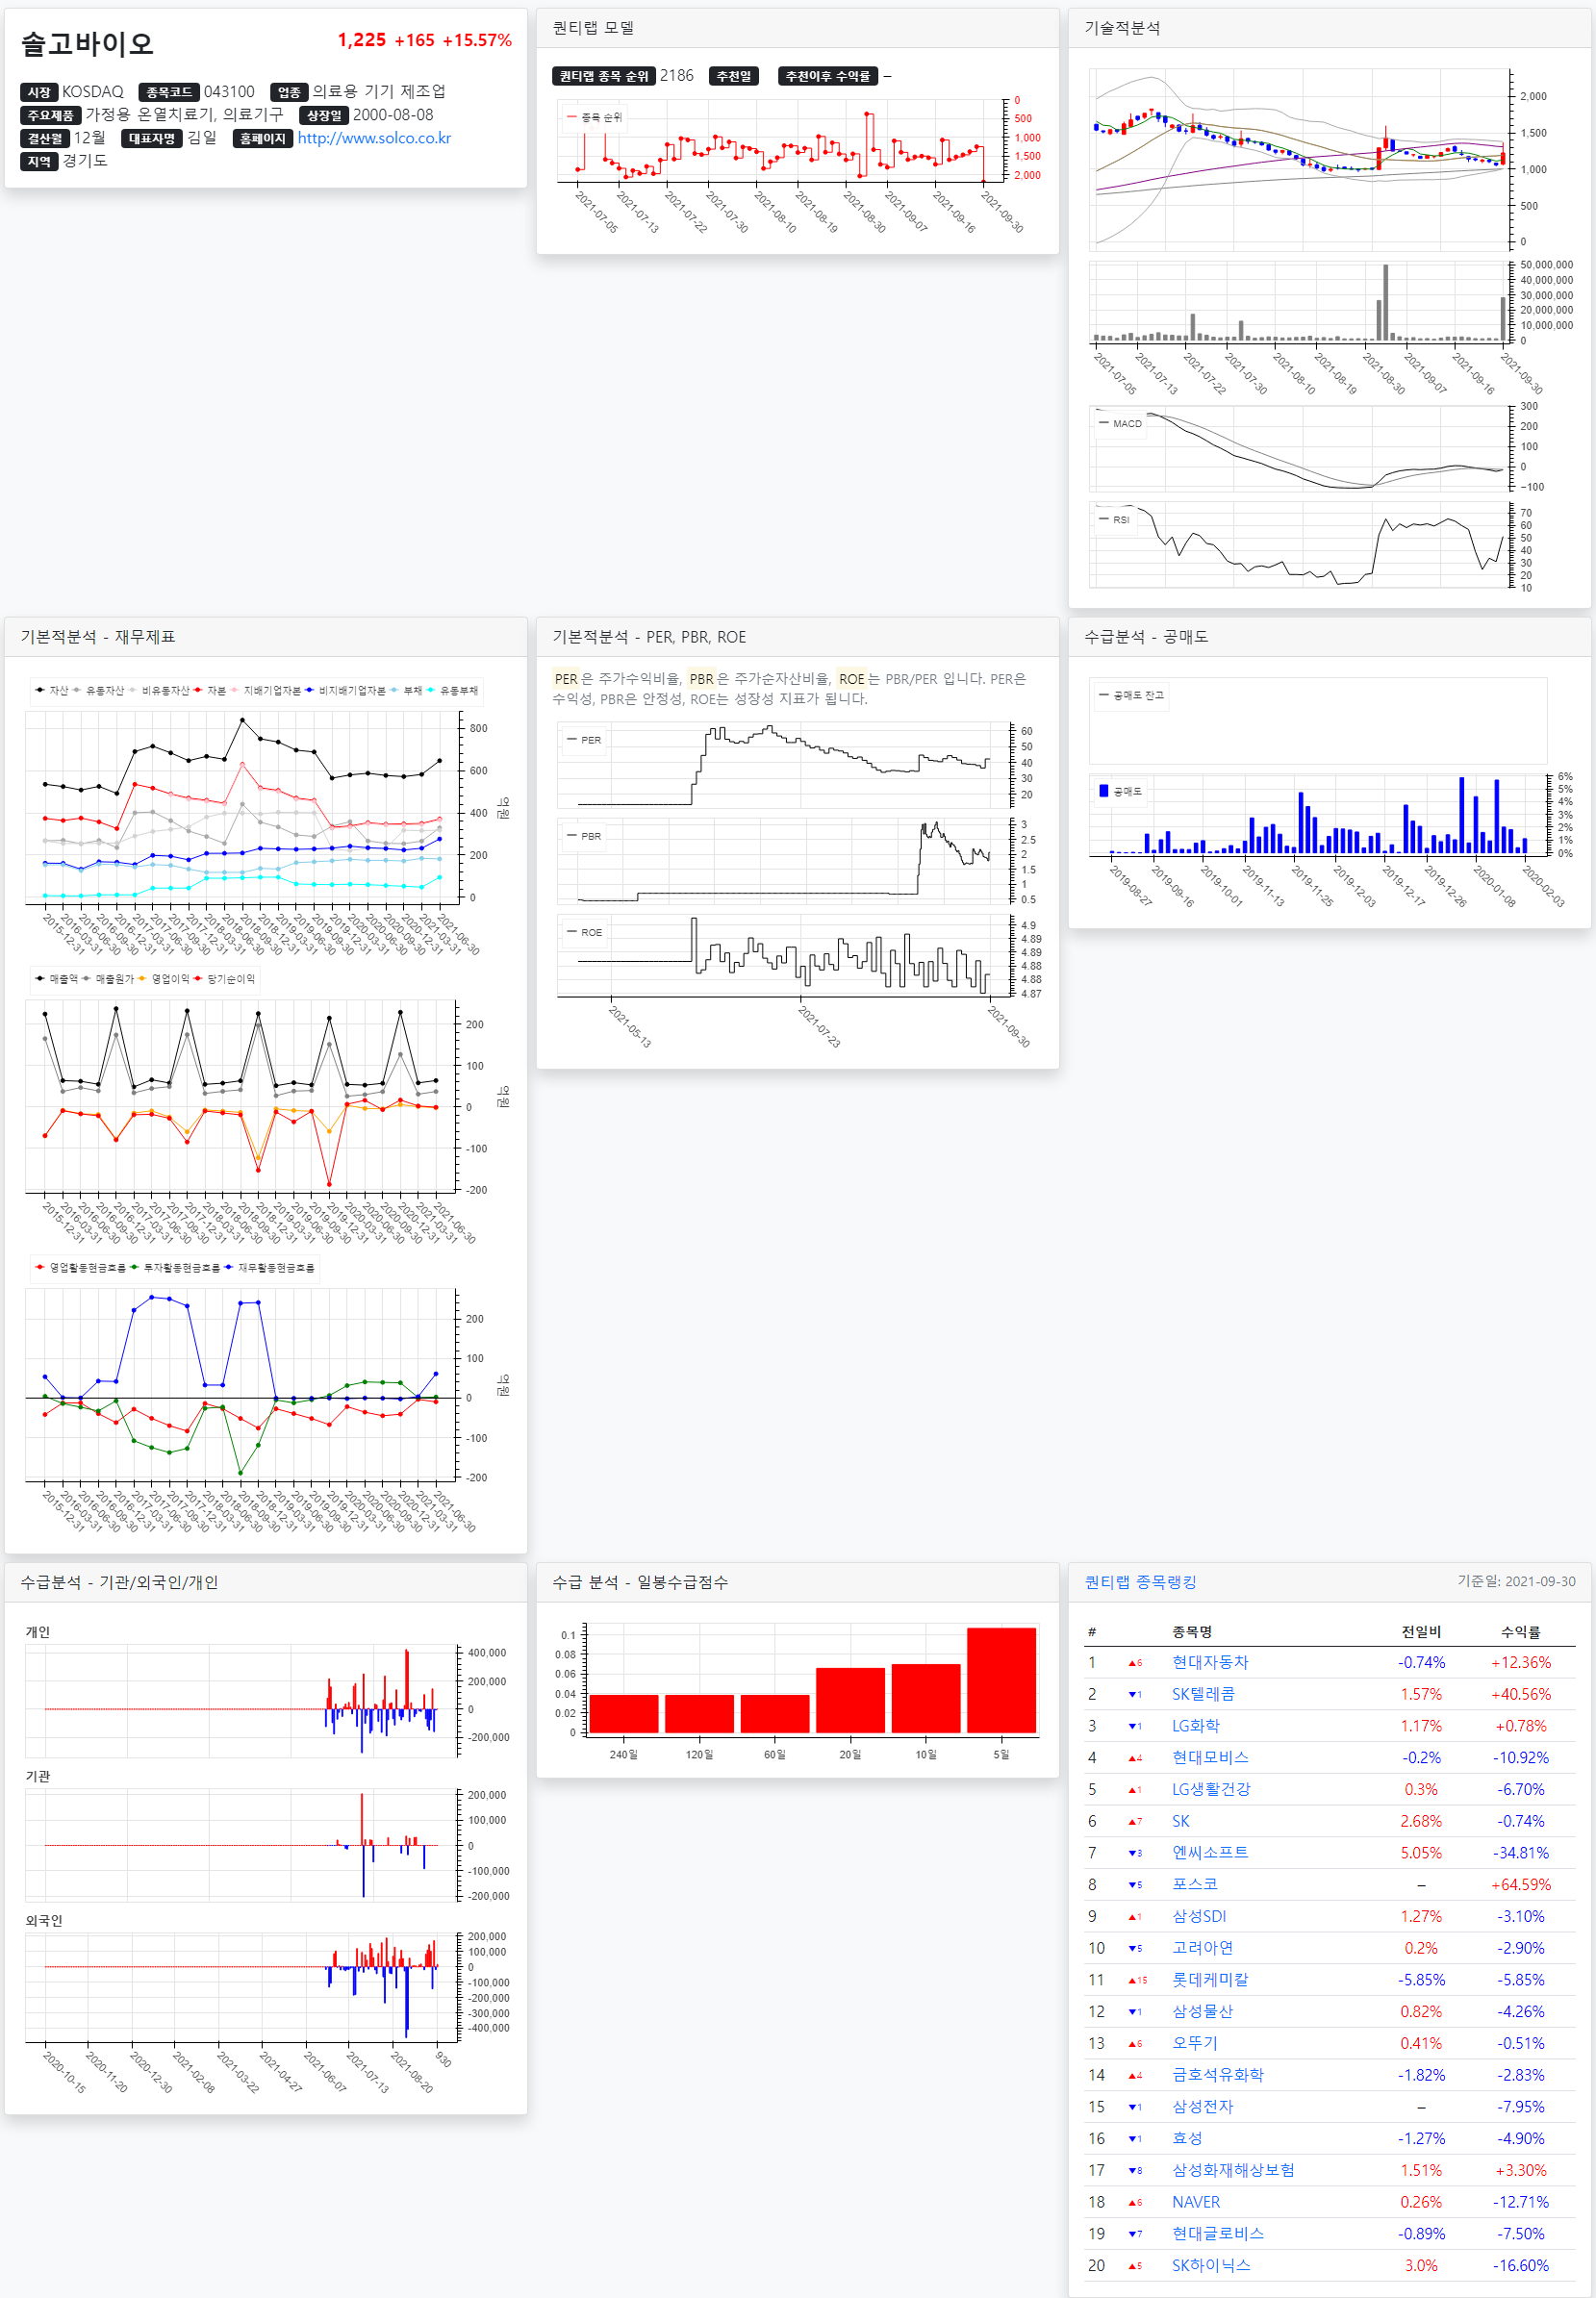 솔고바이오
1,225 +165 +15.57%
시장 KOSDAQ 종목코드 043100 업종 의료용 기기 제조업
주요제품 가정용 온열치료기, 의료기구 상장일 2000-08-08
결산월 12월 대표자명 김일 홈페이지 http://www.solco.co.kr
지역 경기도
퀀티랩 모델
퀀티랩 종목 순위 2186 추천일 추천이후 수익률 –
종목 순위
0
500
1,000
1,500
2,000
2021-07-05 2021-07-13 2021-07-22 2021-07-30 2021-08-10 2021-08-19 2021-08-30 2021-09-07 2021-09-16 2021-09-30
기술적분석
2,000
1,500
1,000
500
0
50,000,000
40,000,000
30,000,000
20,000,000
10,000,000
0
2021-07-05 2021-07-13 2021-07-22 2021-07-30 2021-08-10 2021-08-19 2021-08-30 2021-09-07 2021-09-16 2021-09-30
MACD
300
200
100
0
−100
RSI
70
60
50
40
30
20
10
기본적분석 - 재무제표
자산 유동자산 비유동자산 자본 지배기업자본 비지배기업자본 부채 유동부채
800
600
400
200
0
억원
2015-12-31 2016-03-31 2016-06-30 2016-09-30 2016-12-31 2017-03-31 2017-06-30 2017-09-30 2017-12-31 2018-03-31 2018-06-30 2018-09-30 2018-12-31 2019-03-31 2019-06-30 2019-09-30 2019-12-31 2020-03-31 2020-06-30 2020-09-30 2020-12-31 2021-03-31 2021-06-30
매출액 매출원가 영업이익 당기순이익
200
100
0
-100
-200
억원
2015-12-31 2016-03-31 2016-06-30 2016-09-30 2016-12-31 2017-03-31 2017-06-30 2017-09-30 2017-12-31 2018-03-31 2018-06-30 2018-09-30 2018-12-31 2019-03-31 2019-06-30 2019-09-30 2019-12-31 2020-03-31 2020-06-30 2020-09-30 2020-12-31 2021-03-31 2021-06-30
영업활동현금흐름 투자활동현금흐름 재무활동현금흐름
200
100
0
-100
-200
억원
2015-12-31 2016-03-31 2016-06-30 2016-09-30 2016-12-31 2017-03-31 2017-06-30 2017-09-30 2017-12-31 2018-03-31 2018-06-30 2018-09-30 2018-12-31 2019-03-31 2019-06-30 2019-09-30 2019-12-31 2020-03-31 2020-06-30 2020-09-30 2020-12-31 2021-03-31 2021-06-30
기본적분석 - PER, PBR, ROE
PER은 주가수익비율, PBR은 주가순자산비율, ROE는 PBR/PER 입니다. PER은
수익성, PBR은 안정성, ROE는 성장성 지표가 됩니다.
PER
60
50
40
30
20
PBR
3
2.5
2
1.5
1
0.5
ROE
4.9
4.89
4.89
4.88
4.88
4.87
2021-05-13 2021-07-23 2021-09-30
수급분석 - 공매도
공매도 잔고
공매도
6%
5%
4%
3%
2%
1%
0%
2019-08-27 2019-09-16 2019-10-01 2019-11-13 2019-11-25 2019-12-03 2019-12-17 2019-12-26 2020-01-08 2020-02-03
수급분석 - 기관/외국인/개인
개인
400,000
200,000
0
-200,000
기관
200,000
100,000
0
-100,000
-200,000
외국인
200,000
100,000
0
-100,000
-200,000
-300,000
-400,000
2020-10-15 2020-11-20 2020-12-30 2021-02-08 2021-03-22 2021-04-27 2021-06-07 2021-07-13 2021-08-20 930
수급 분석 - 일봉수급점수
0.1
0.08
0.06
0.04
0.02
0
240일 120일 60일 20일 10일 5일
퀀티랩 종목랭킹 기준일: 2021-09-30
# 종목명 전일비 수익률
1 ▲6 현대자동차 -0.74% +12.36%
2 ▼1 SK텔레콤 1.57% +40.56%
3 ▼1 LG화학 1.17% +0.78%
4 ▲4 현대모비스 -0.2% -10.92%
5 ▲1 LG생활건강 0.3% -6.70%
6 ▲7 SK 2.68% -0.74%
7 ▼3 엔씨소프트 5.05% -34.81%
8 ▼5 포스코 – +64.59%
9 ▲1 삼성SDI 1.27% -3.10%
10 ▼5 고려아연 0.2% -2.90%
11 ▲15 롯데케미칼 -5.85% -5.85%
12 ▼1 삼성물산 0.82% -4.26%
13 ▲6 오뚜기 0.41% -0.51%
14 ▲4 금호석유화학 -1.82% -2.83%
15 ▼1 삼성전자 – -7.95%
16 ▼1 효성 -1.27% -4.90%
17 ▼8 삼성화재해상보험 1.51% +3.30%
18 ▲6 NAVER 0.26% -12.71%
19 ▼7 현대글로비스 -0.89% -7.50%
20 ▲5 SK하이닉스 3.0% -16.60%